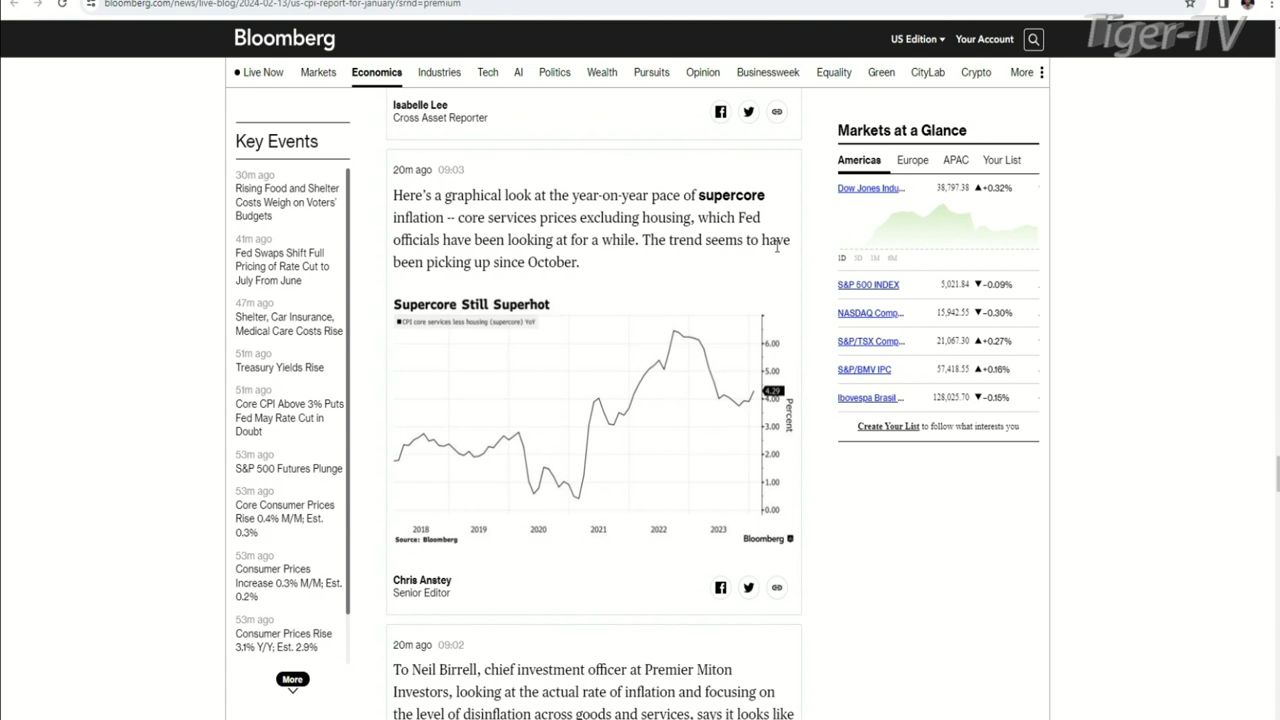 bloomberg.com/news/live-blog/2024-02-13/us-cpi-report-for-january?srnd=premium
Tiger-TV
Bloomberg
US Edition
Your Account
Live Now
Markets
Economics
Industries
Tech
AI
Politics
Wealth
Pursuits
Opinion
Businessweek
Equality
Green
CityLab
Crypto
More
Key Events
30m ago
Rising Food and Shelter
Costs Weigh on Voters'
Budgets
41m ago
Fed Swaps Shift Full
Pricing of Rate Cut to
July From June
47m ago
Shelter, Car Insurance,
Medical Care Costs Rise
51m ago
Treasury Yields Rise
51m ago
Core CPI Above 3% Puts
Fed May Rate Cut in
Doubt
53m ago
S&P 500 Futures Plunge
53m ago
Core Consumer Prices
Rise 0.4% M/M; Est.
0.3%
53m ago
Consumer Prices
Increase 0.3% M/M; Est.
0.2%
53m ago
Consumer Prices Rise
3.1% Y/Y; Est. 2.9%
More
Isabelle Lee
Cross Asset Reporter
20m ago 09:03
Here's a graphical look at the year-on-year pace of supercore
inflation -- core services prices excluding housing, which Fed
officials have been looking at for a while. The trend seems to have
been picking up since October.
Supercore Still Superhot
CPI core services less housing (supercore) YoY
6.00
5.00
4.29
4.00
3.00
2.00
1.00
0.00
Percent
2018 2019 2020 2021 2022 2023
Source: Bloomberg
Bloomberg
Chris Anstey
Senior Editor
20m ago 09:02
To Neil Birrell, chief investment officer at Premier Miton
Investors, looking at the actual rate of inflation and focusing on
the level of disinflation across goods and services, says it looks like
Markets at a Glance
Americas Europe APAC Your List
Dow Jones Indu... 38,797.38 ▲+0.32%
1D 5D 1M 6M
S&P 500 INDEX 5,021.84 ▼-0.09%
NASDAQ Comp... 15,942.55 ▼-0.30%
S&P/TSX Comp... 21,067.30 ▲+0.27%
S&P/BMV IPC 57,418.55 ▲+0.16%
Ibovespa Brasil ... 128,025.70 ▼-0.15%
Create Your List to follow what interests you